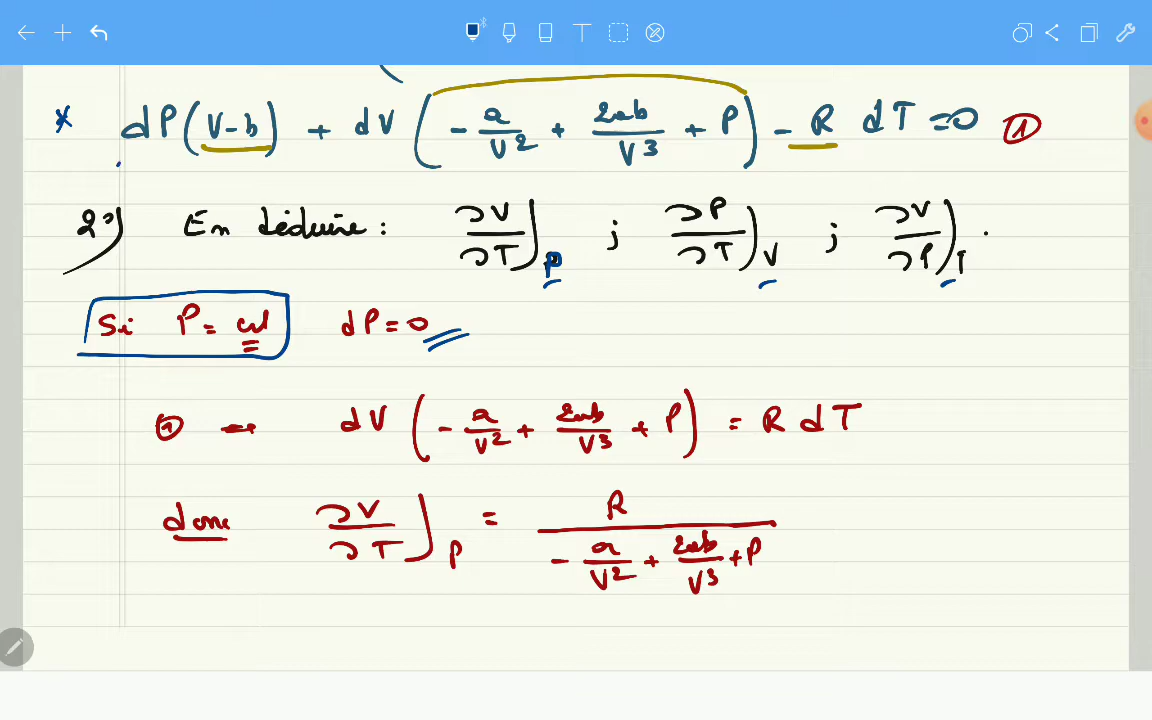 * dP(V-b) + dV(-a/V² + 2ab/V³ + P) - R dT = 0 ①
2°) En déduire : ∂V/∂T)P ; ∂P/∂T)V ; ∂V/∂P)T .
Si P = cst dP = 0
① → dV (-a/V² + 2ab/V³ + P) = R dT
donc ∂V/∂T)P = R/(-a/V² + 2ab/V³ + P)